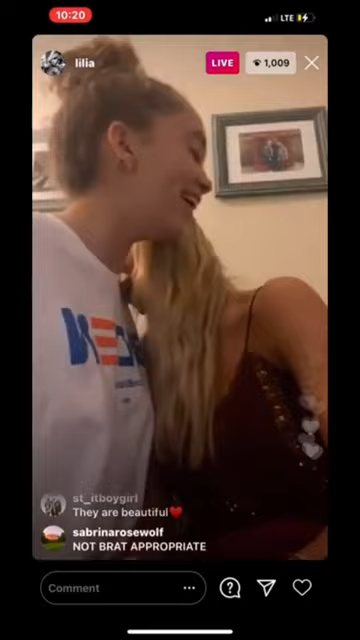 10:20
LTE
lilia
LIVE
1,009
st_itboygirl
They are beautiful❤️
sabrinarosewolf
NOT BRAT APPROPRIATE
Comment